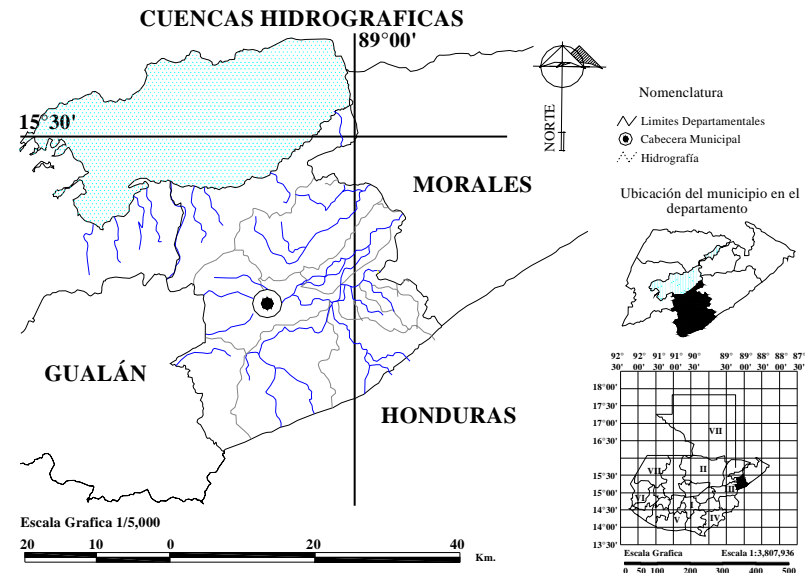 CUENCAS HIDROGRAFICAS
89°00'
15°30'
NORTE
MORALES
GUALÁN
HONDURAS
Nomenclatura
Limites Departamentales
Cabecera Municipal
Hidrografía
Ubicación del municipio en el
departamento
92° 92° 91° 91° 90° 89° 89° 88° 88° 87°
30' 00' 30' 00' 30' 30' 00' 30' 00' 30'
18°00'
17°30'
17°00'
16°30'
15°30'
15°00'
14°30'
14°00'
13°30'
VII
VII
II
VI
III
I
I
V
IV
Escala Grafica Escala 1:3,807,936
0 50 100 200 300 400 500
Escala Grafica 1/5,000
20 10 0 20 40 Km.